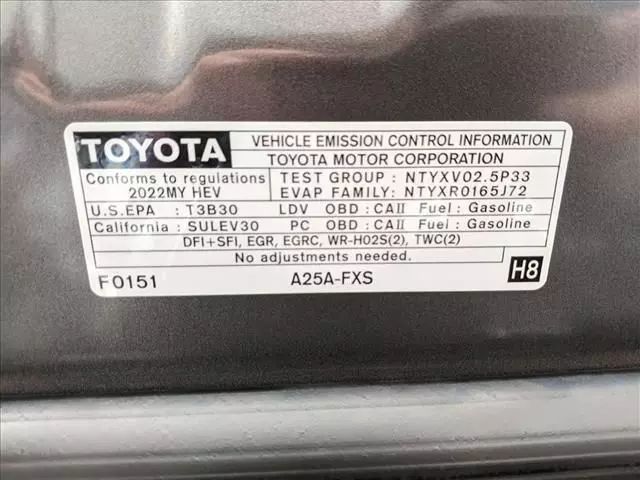 TOYOTA VEHICLE EMISSION CONTROL INFORMATION
TOYOTA MOTOR CORPORATION
Conforms to regulations TEST GROUP : NTYXV02.5P33
2022MY HEV EVAP FAMILY: NTYXR0165J72
U.S.EPA : T3B30 LDV OBD : CAII Fuel : Gasoline
California : SULEV30 PC OBD : CAII Fuel : Gasoline
DFI+SFI, EGR, EGRC, WR-HO2S(2), TWC(2)
No adjustments needed.
F0151 A25A-FXS H8